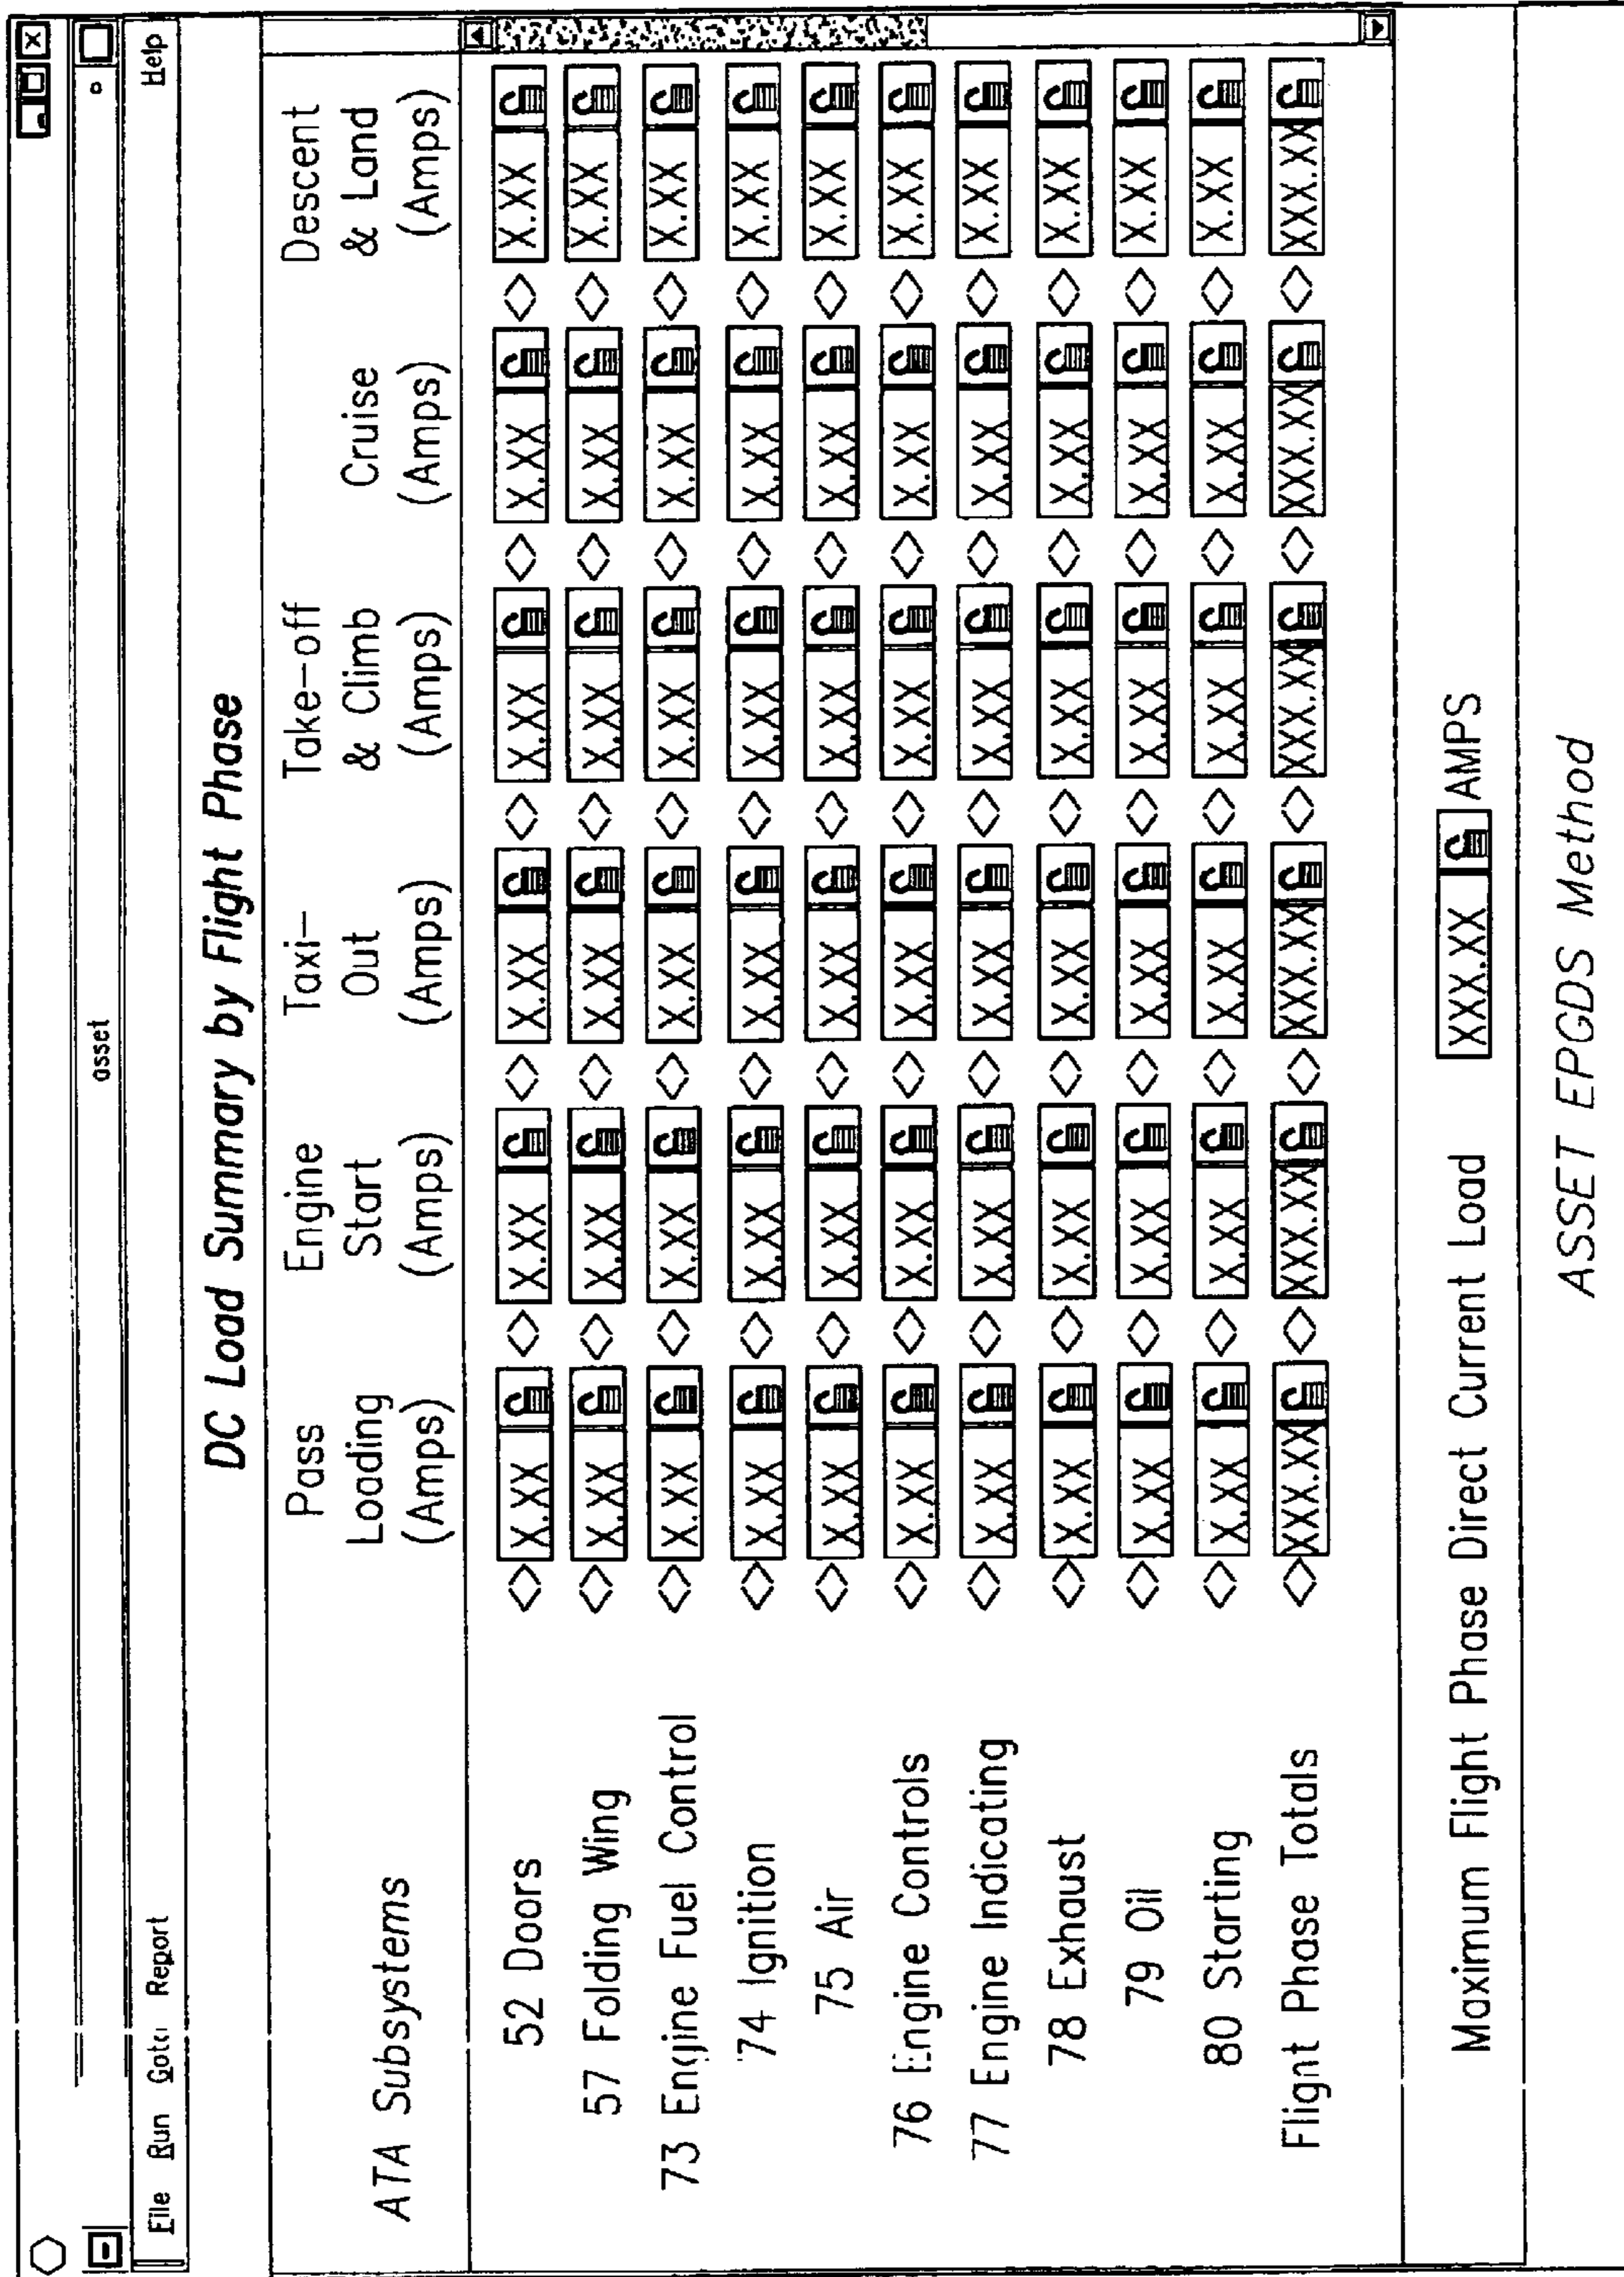 asset
File Run Goto Report Help
DC Load Summary by Flight Phase
ATA Subsystems Pass Loading (Amps) Engine Start (Amps) Taxi- Out (Amps) Take-off & Climb (Amps) Cruise (Amps) Descent & Land (Amps)
52 Doors X.XX X.XX X.XX X.XX X.XX X.XX
57 Folding Wing X.XX X.XX X.XX X.XX X.XX X.XX
73 Engine Fuel Control X.XX X.XX X.XX X.XX X.XX X.XX
74 Ignition X.XX X.XX X.XX X.XX X.XX X.XX
75 Air X.XX X.XX X.XX X.XX X.XX X.XX
76 Engine Controls X.XX X.XX X.XX X.XX X.XX X.XX
77 Engine Indicating X.XX X.XX X.XX X.XX X.XX X.XX
78 Exhaust X.XX X.XX X.XX X.XX X.XX X.XX
79 Oil X.XX X.XX X.XX X.XX X.XX X.XX
80 Starting X.XX X.XX X.XX X.XX X.XX X.XX
Flight Phase Totals XXX.XX XXX.XX XXX.XX XXX.XX XXX.XX XXX.XX
Maximum Flight Phase Direct Current Load XXX.XX AMPS
ASSET EPGDS Method